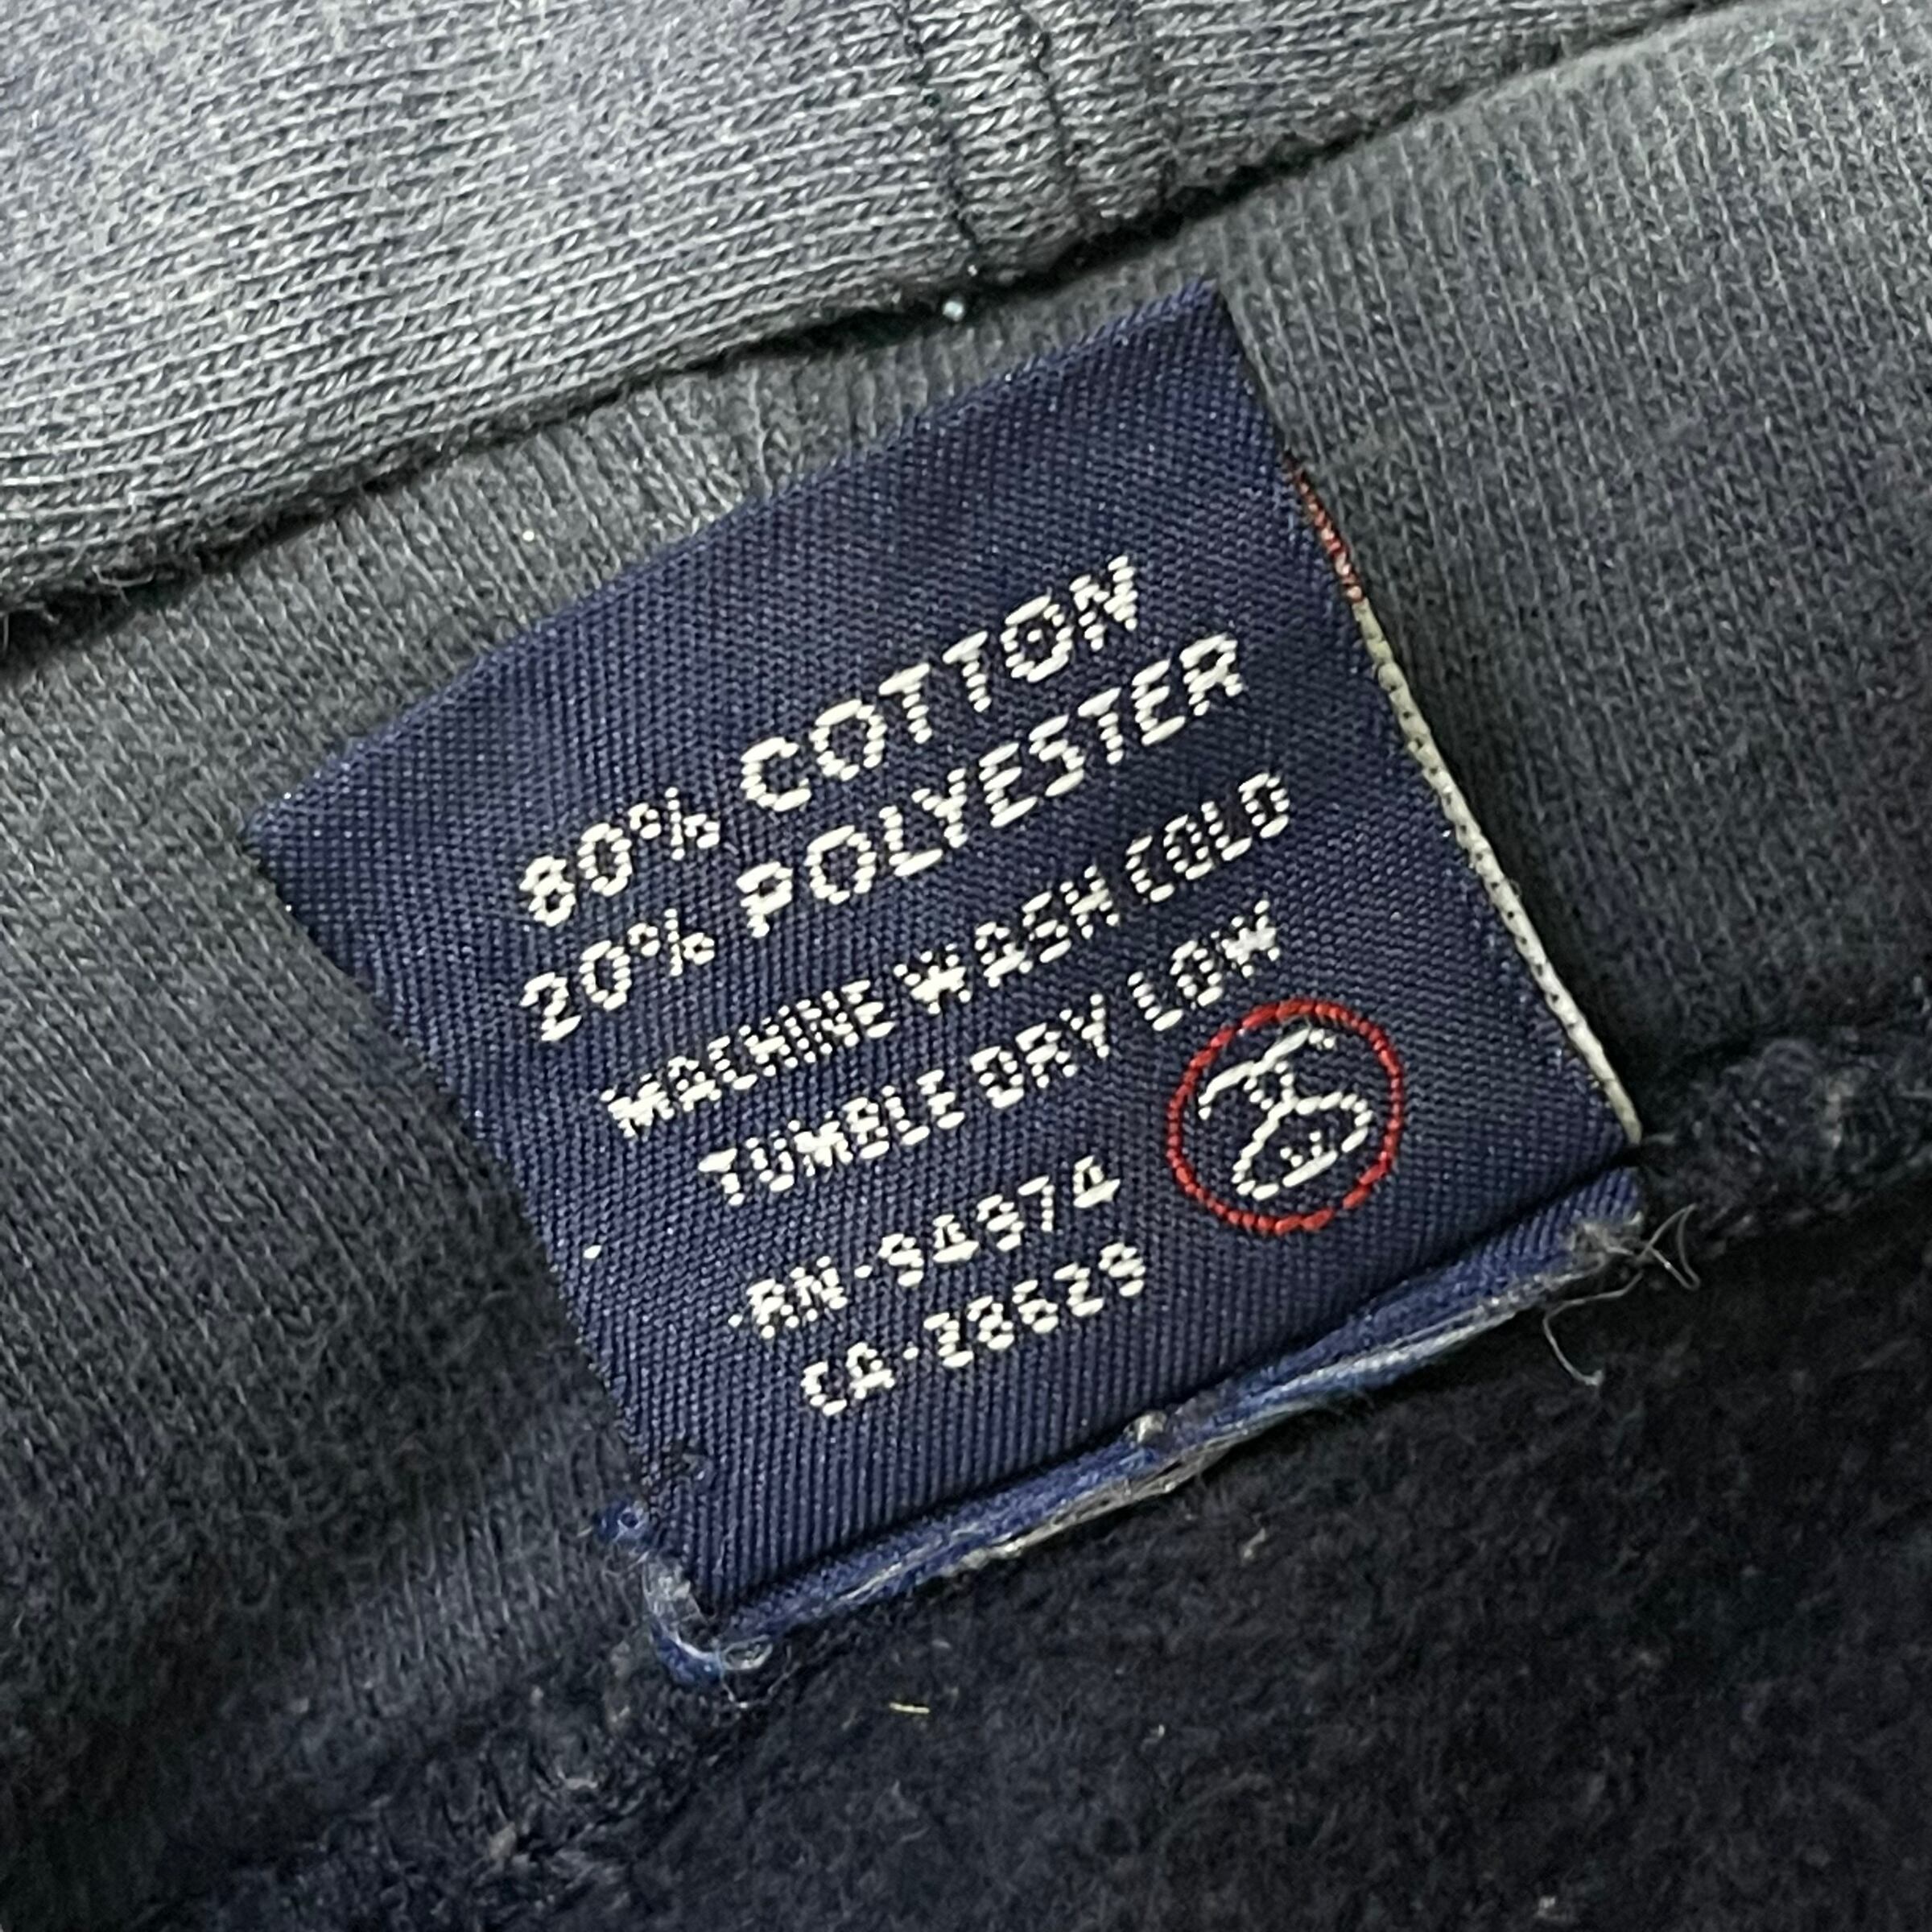 80% COTTON
20% POLYESTER
MACHINE WASH COLD
TUMBLE DRY LOW
RN-94974
CA-28629